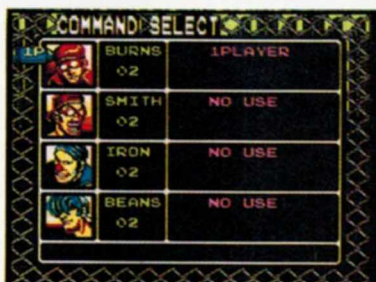 COMMAND SELECT
1P BURNS 1PLAYER
02
SMITH NO USE
02
IRON NO USE
02
BEANS NO USE
02